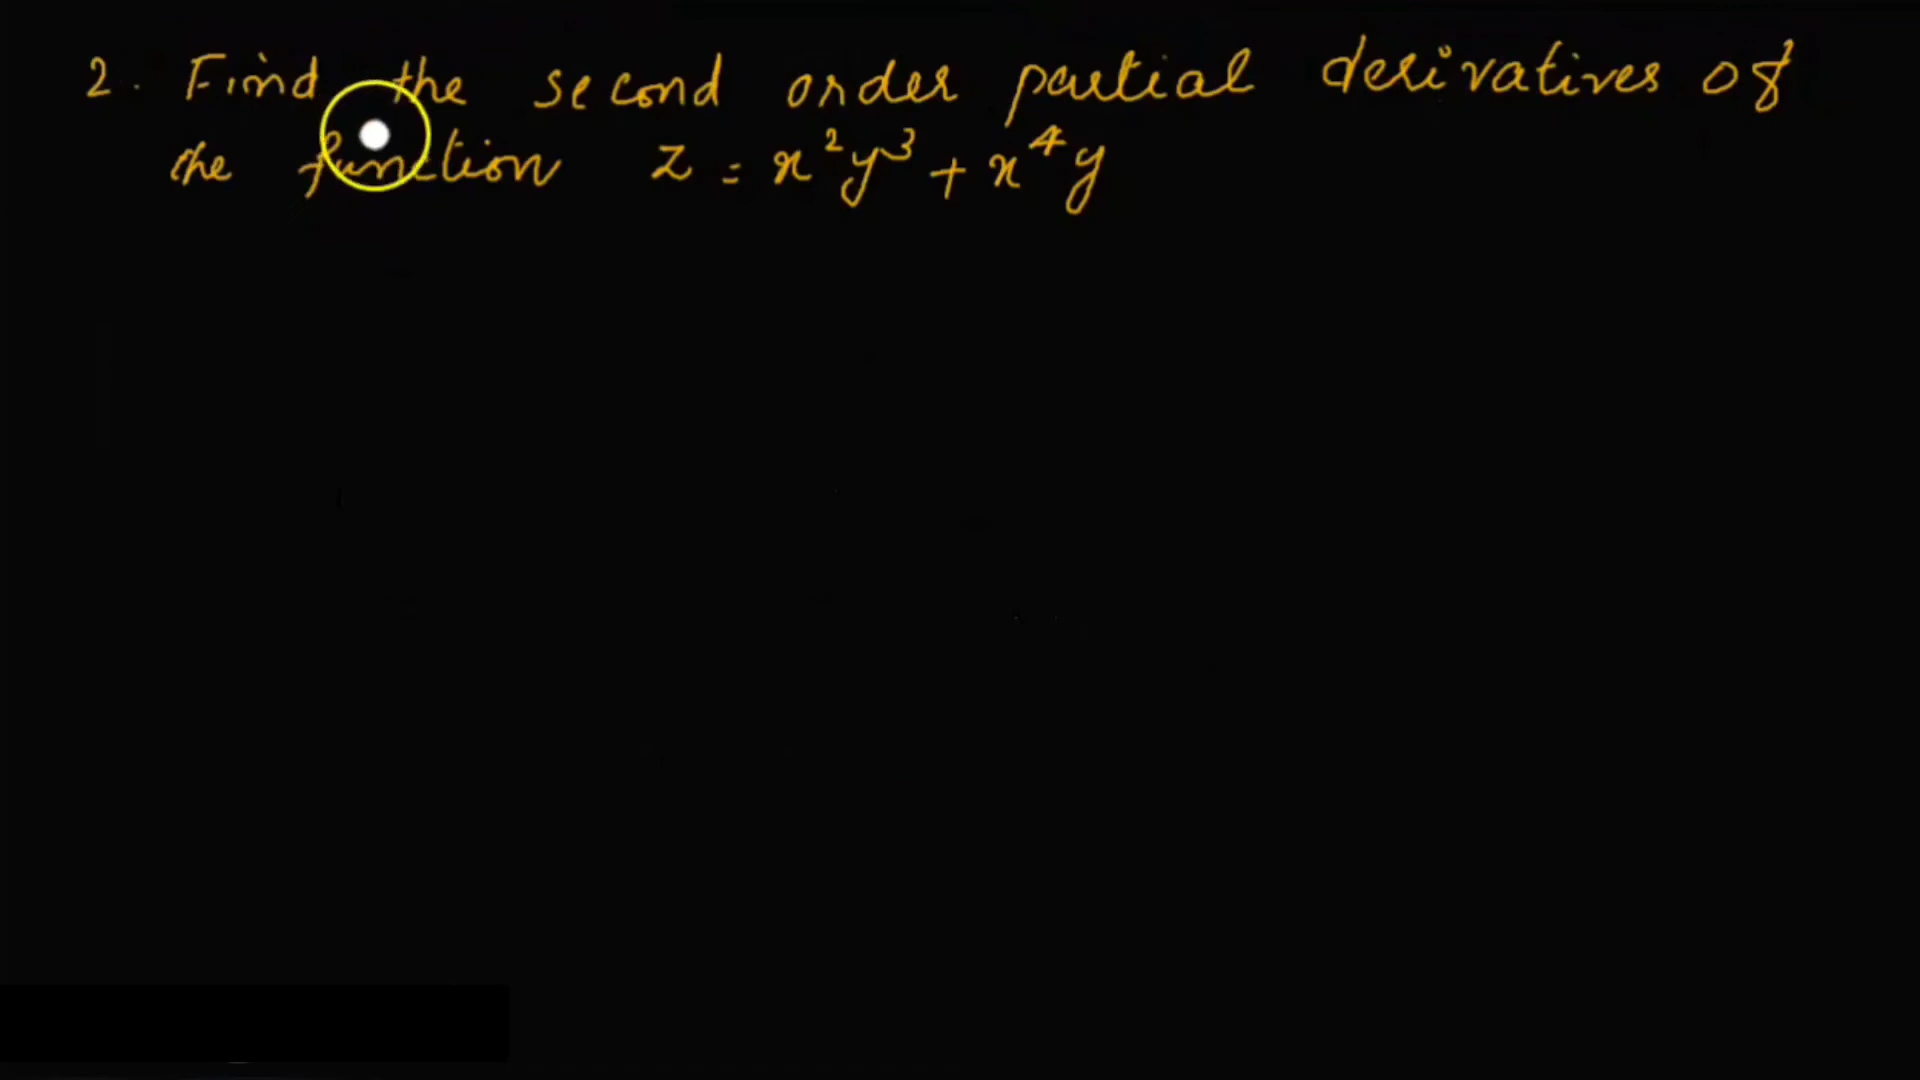 2. Find the second order partial derivatives of
the function z = x²y³ + x⁴y